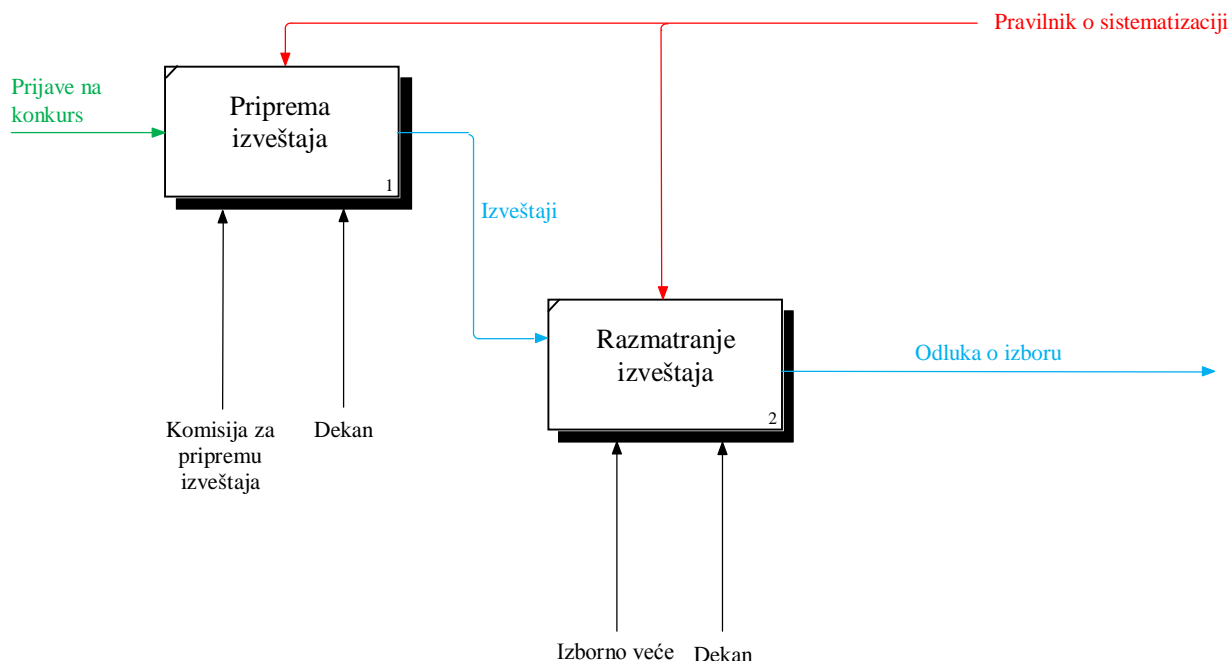 Pravilnik o sistematizaciji
Prijave na
konkurs
Priprema
izveštaja
1
Izveštaji
Razmatranje
izveštaja
2
Odluka o izboru
Komisija za
pripremu
izveštaja
Dekan
Izborno veće
Dekan